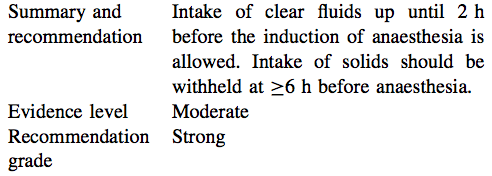 Summary and Intake of clear fluids up until 2 h
recommendation before the induction of anaesthesia is
allowed. Intake of solids should be
withheld at ≥6 h before anaesthesia.
Evidence level Moderate
Recommendation Strong
grade